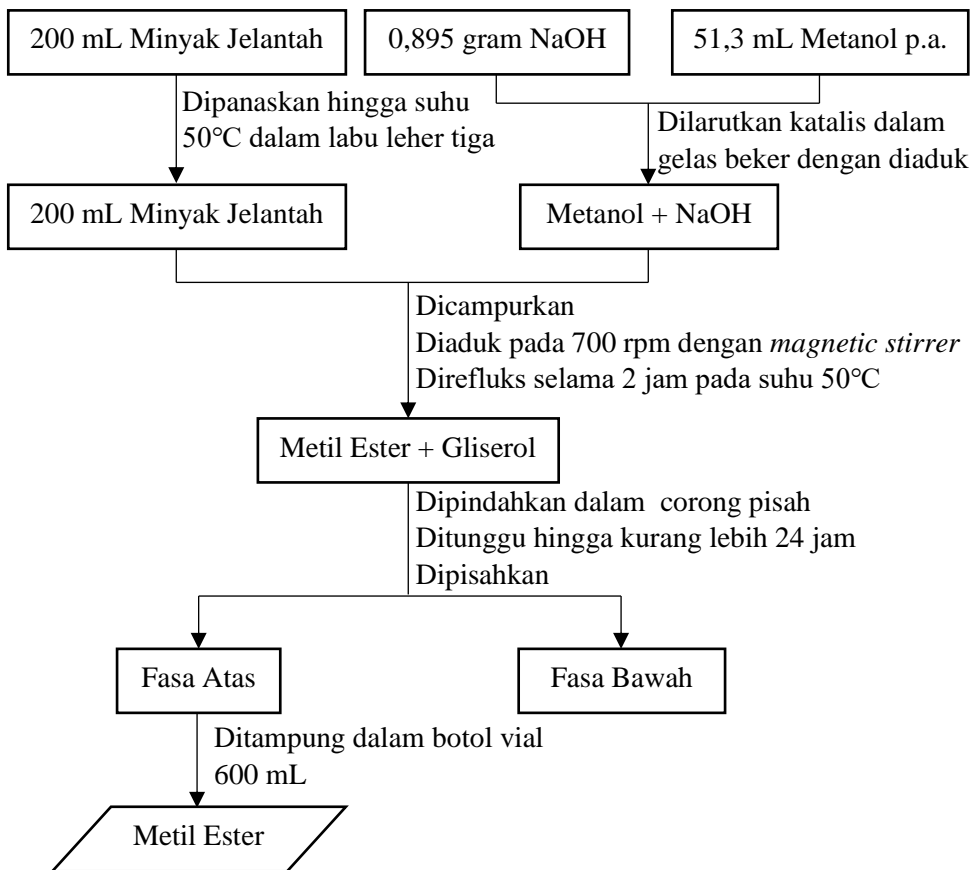 200 mL Minyak Jelantah
0,895 gram NaOH
51,3 mL Metanol p.a.
Dipanaskan hingga suhu
50°C dalam labu leher tiga
Dilarutkan katalis dalam
gelas beker dengan diaduk
200 mL Minyak Jelantah
Metanol + NaOH
Dicampurkan
Diaduk pada 700 rpm dengan magnetic stirrer
Direfluks selama 2 jam pada suhu 50°C
Metil Ester + Gliserol
Dipindahkan dalam corong pisah
Ditunggu hingga kurang lebih 24 jam
Dipisahkan
Fasa Atas
Fasa Bawah
Ditampung dalam botol vial
600 mL
Metil Ester